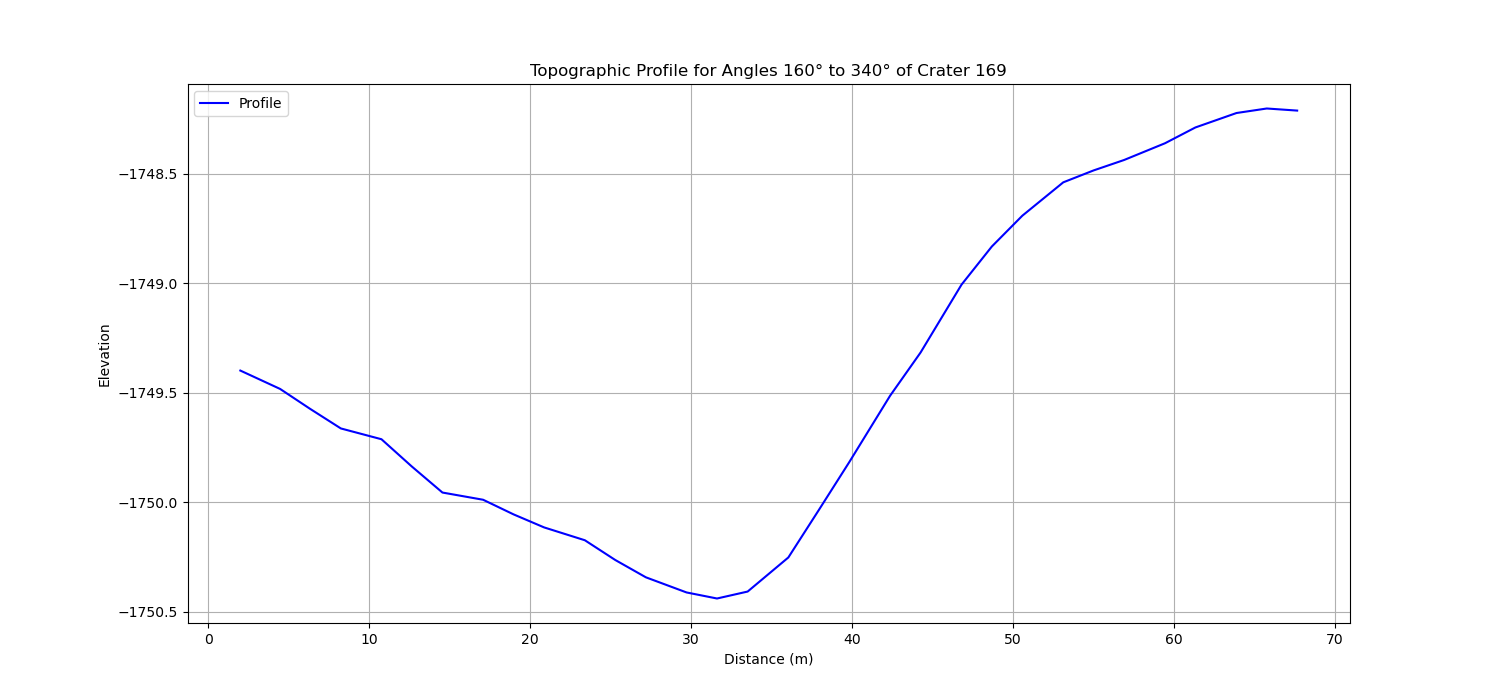 Topographic Profile for Angles 160° to 340° of Crater 169
Profile
−1748.5
−1749.0
−1749.5
−1750.0
−1750.5
Elevation
0 10 20 30 40 50 60 70
Distance (m)